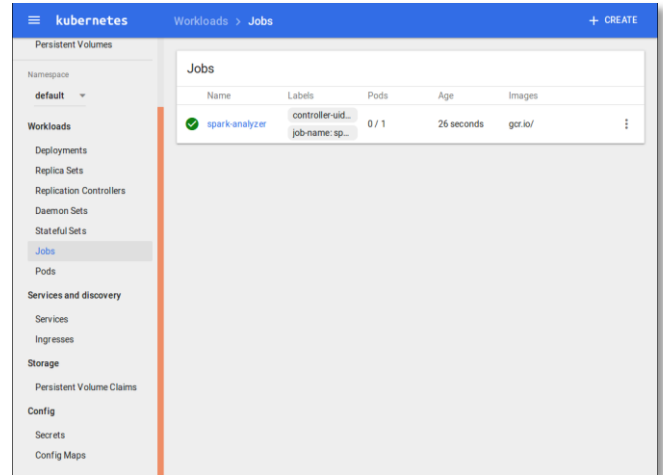 kubernetes
Workloads > Jobs
+ CREATE
Persistent Volumes
Namespace
default
Workloads
Deployments
Replica Sets
Replication Controllers
Daemon Sets
Stateful Sets
Jobs
Pods
Services and discovery
Services
Ingresses
Storage
Persistent Volume Claims
Config
Secrets
Config Maps
Jobs
Name Labels Pods Age Images
spark-analyzer
controller-uid...
job-name: sp...
0 / 1
26 seconds
gcr.io/